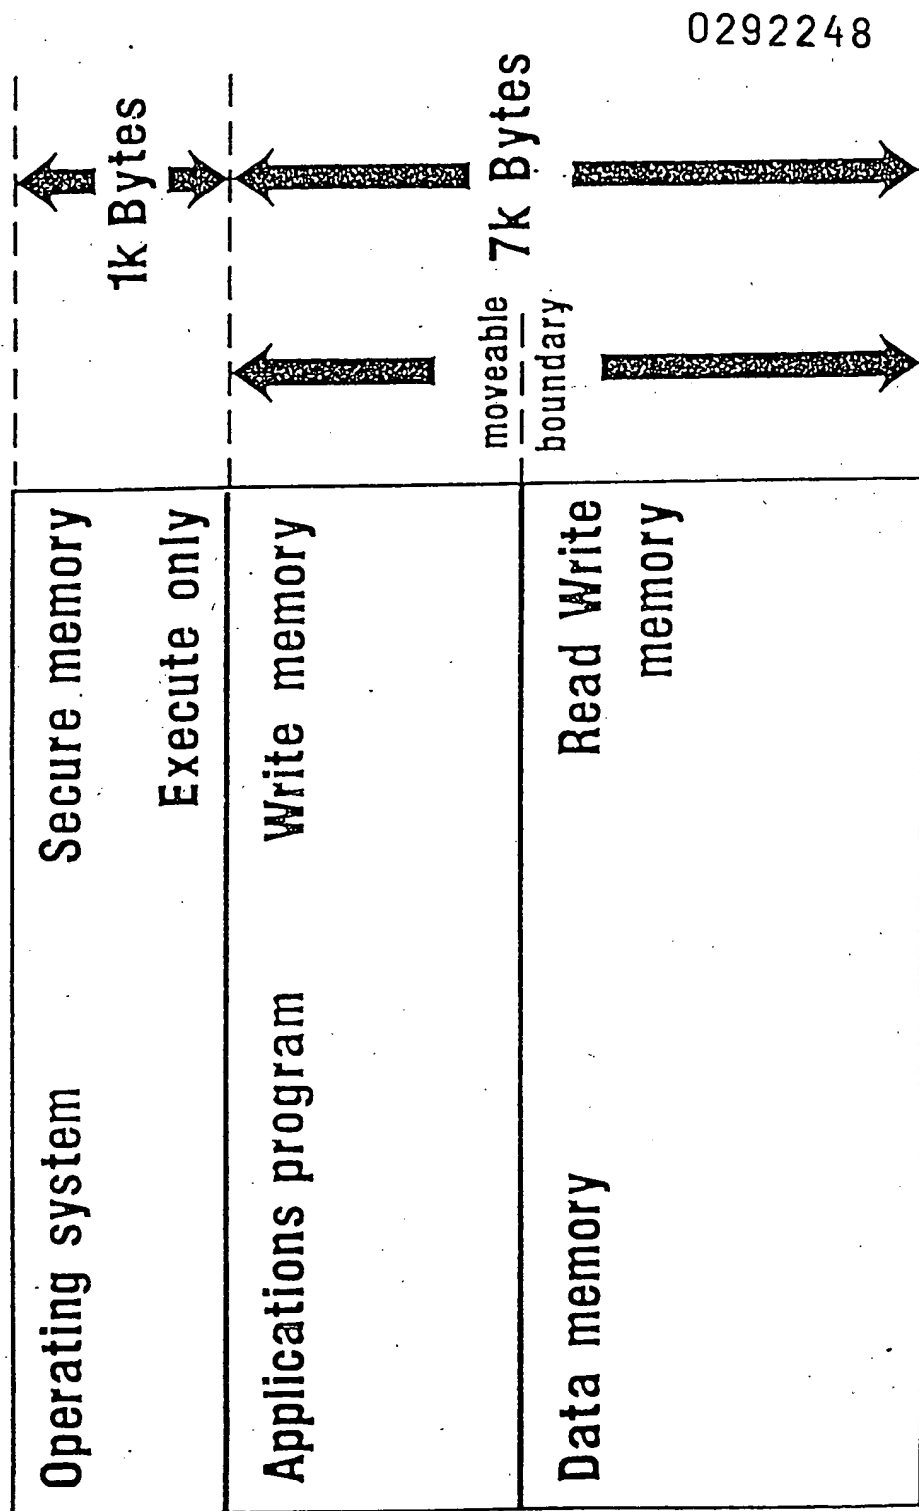 0292248
Operating system
Secure memory
Execute only
1k Bytes
Applications program
Write memory
moveable
boundary
7k Bytes
Data memory
Read Write
memory